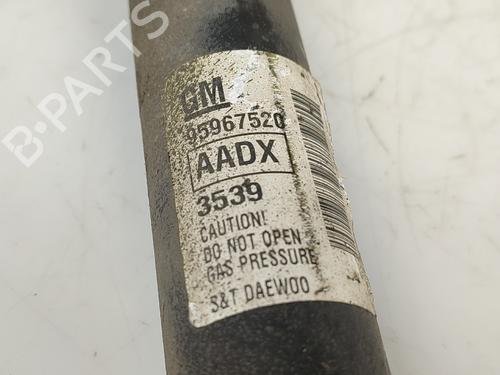 GM
95967520
AADX
3539
CAUTION!
DO NOT OPEN
GAS PRESSURE
S&T DAEWOO
B-PARTS